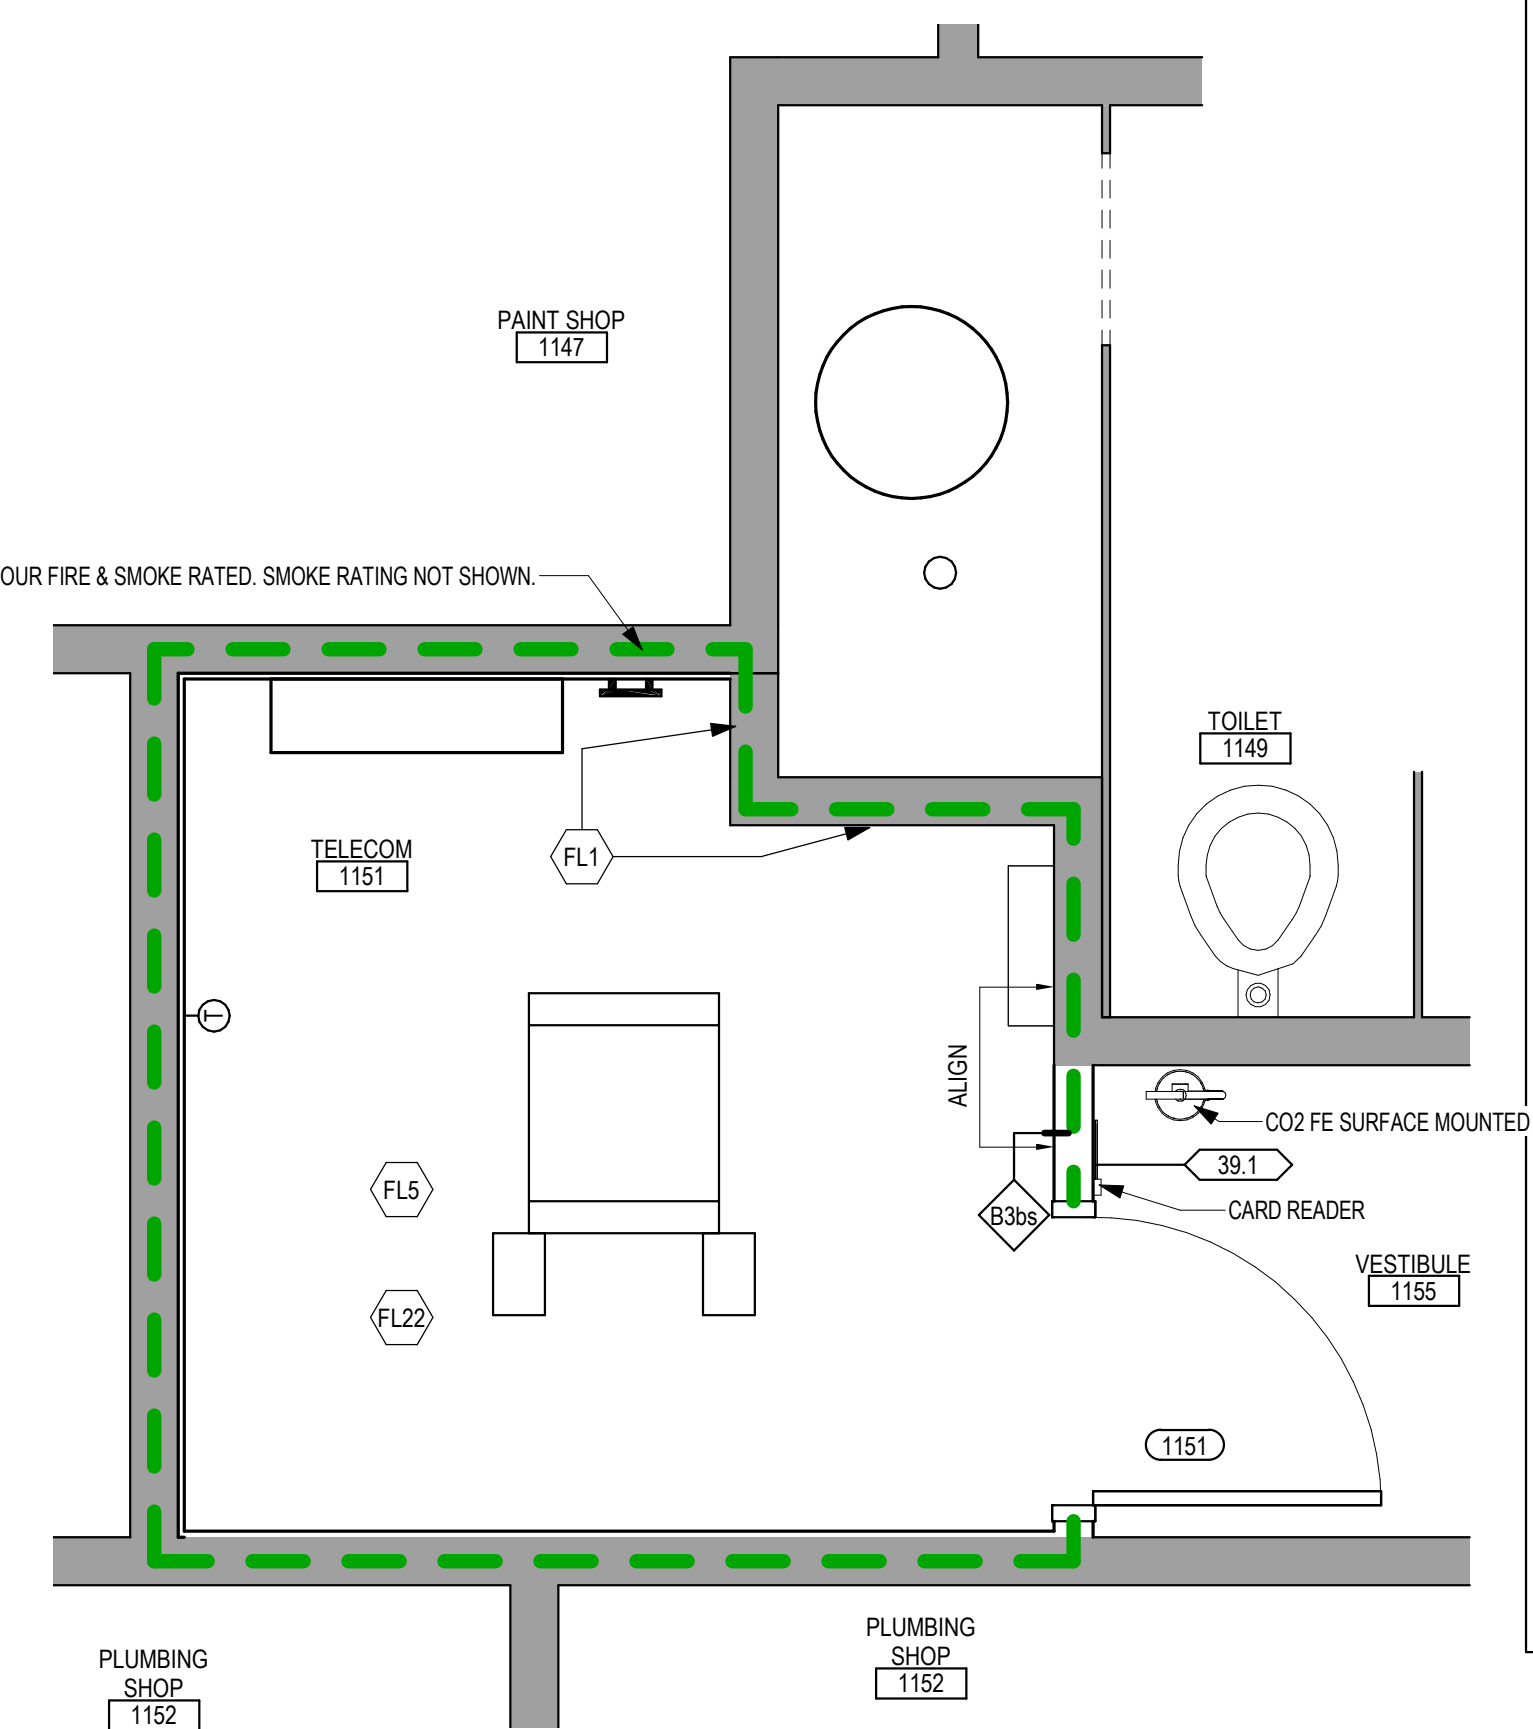 PAINT SHOP
1147
OUR FIRE & SMOKE RATED. SMOKE RATING NOT SHOWN.
TOILET
1149
TELECOM
1151
FL1
T
ALIGN
CO2 FE SURFACE MOUNTED
39.1
FL5
B3bs
CARD READER
VESTIBULE
1155
FL22
1151
PLUMBING
SHOP
1152
PLUMBING
SHOP
1152